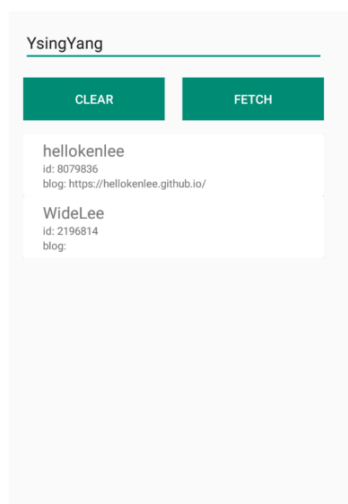 YsingYang
CLEAR
FETCH
hellokenlee
id: 8079836
blog: https://hellokenlee.github.io/
WideLee
id: 2196814
blog: